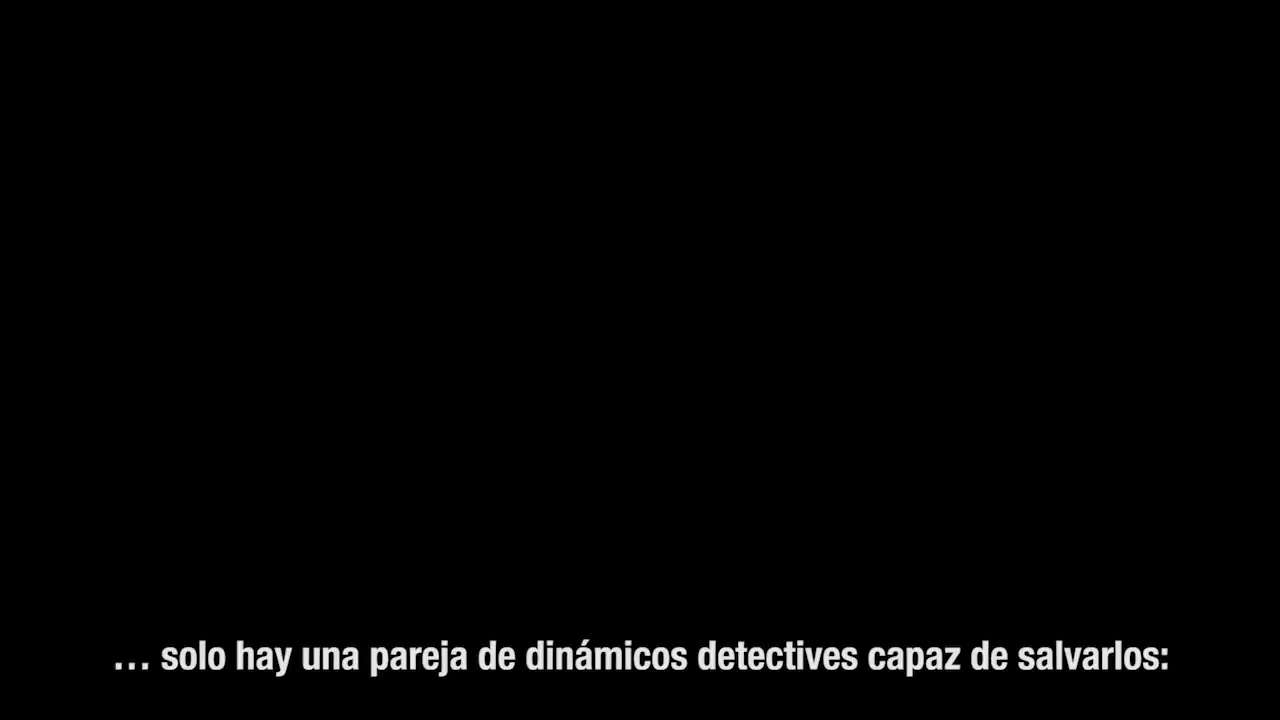 … solo hay una pareja de dinámicos detectives capaz de salvarlos: